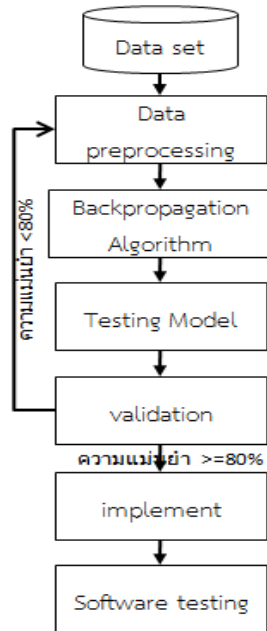 Data set
Data
preprocessing
Backpropagation
Algorithm
Testing Model
validation
ความแม่นยำ <80%
ความแม่นยำ >=80%
implement
Software testing